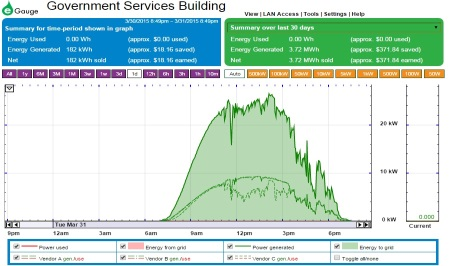 eGauge
Government Services Building
View | LAN Access | Tools | Settings | Help
3/30/2015 6:49pm – 3/31/2015 6:49pm
Summary for time-period shown in graph
Energy Used 0.00 Wh (approx. $0.00 used)
Energy Generated 182 kWh (approx. $18.16 saved)
Net 182 kWh sold (approx. $18.16 earned)
Summary over last 30 days
Energy Used 0.00 Wh (approx. $0.00 used)
Energy Generated 3.72 MWh (approx. $371.84 saved)
Net 3.72 MWh sold (approx. $371.84 earned)
All 1y 6M 3M 1M 1w 3d 1d 12h 6h 3h 1h 10m
Auto
20 kW
10 kW
0 kW
0.000
Tue Mar 31
9pm 12am 3am 6am 9am 12pm 3pm 6pm
Current
Power used Energy from grid Power generated Energy to grid
Vendor A gen /use Vendor B gen /use Vendor C gen /use Toggle all/none